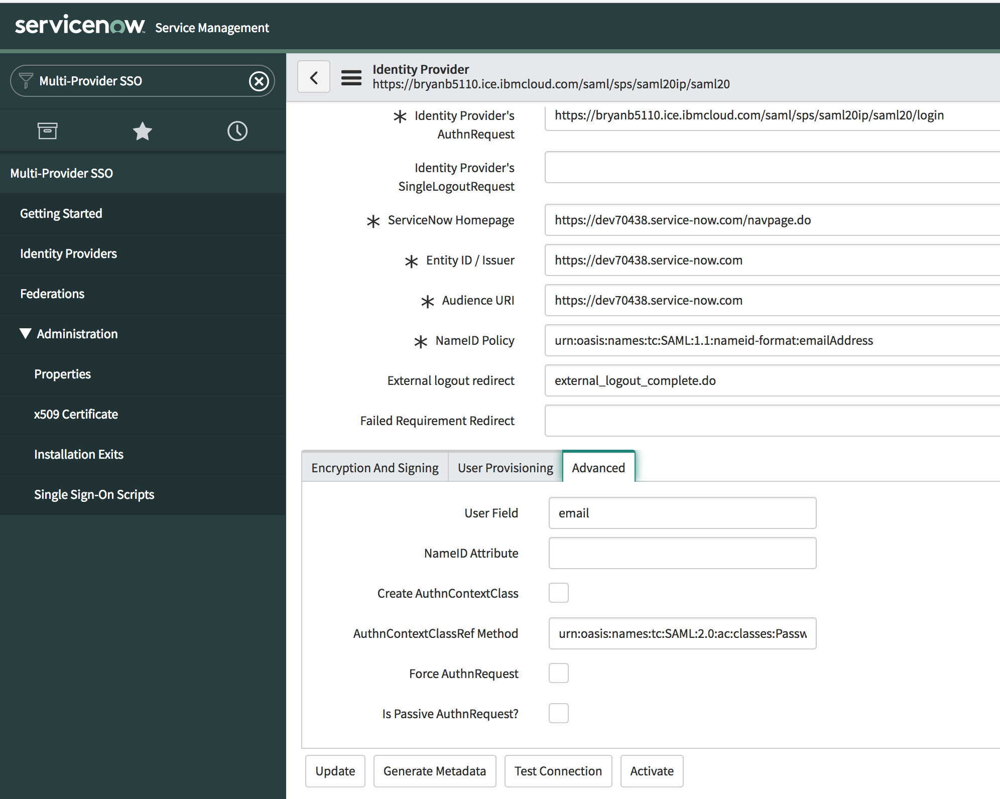 servicenow™ Service Management
Multi-Provider SSO
Multi-Provider SSO
Getting Started
Identity Providers
Federations
Administration
Properties
x509 Certificate
Installation Exits
Single Sign-On Scripts
Identity Provider
https://bryanb5110.ice.ibmcloud.com/saml/sps/saml20ip/saml20
* Identity Provider's
AuthnRequest
https://bryanb5110.ice.ibmcloud.com/saml/sps/saml20ip/saml20/login
Identity Provider's
SingleLogoutRequest
* ServiceNow Homepage https://dev70438.service-now.com/navpage.do
* Entity ID / Issuer https://dev70438.service-now.com
* Audience URI https://dev70438.service-now.com
* NameID Policy urn:oasis:names:tc:SAML:1.1:nameid-format:emailAddress
External logout redirect external_logout_complete.do
Failed Requirement Redirect
Encryption And Signing User Provisioning Advanced
User Field email
NameID Attribute
Create AuthnContextClass
AuthnContextClassRef Method urn:oasis:names:tc:SAML:2.0:ac:classes:Passw
Force AuthnRequest
Is Passive AuthnRequest?
Update Generate Metadata Test Connection Activate